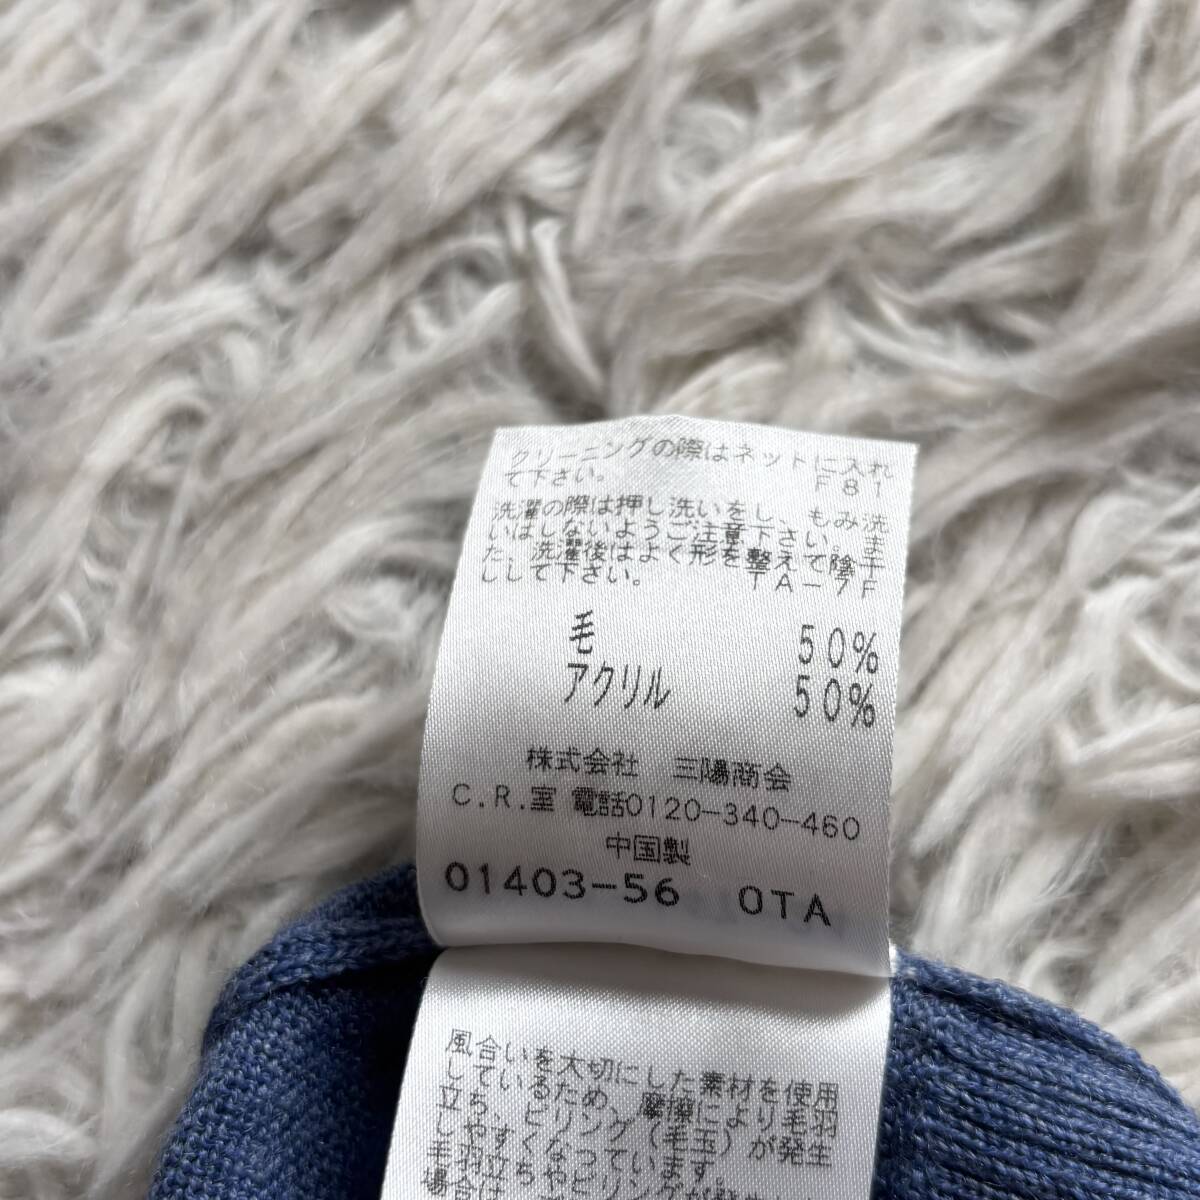 クリーニングの際はネットに入れ
て下さい。 F81
洗濯の際は押し洗いをし、もみ洗
いはしないようご注意下さい。ま
た、洗濯後はよく形を整えて陰干
しして下さい。 TA-7F
毛 50%
アクリル 50%
株式会社 三陽商会
C.R.室 電話0120-340-460
中国製
01403-56 0TA
風合いを大切にした素材を使用
しているため、摩擦により毛羽
立ち、ピリング(毛玉)が発生
しやすくなっています。
毛羽立ちやピリングが発生した
場合は、